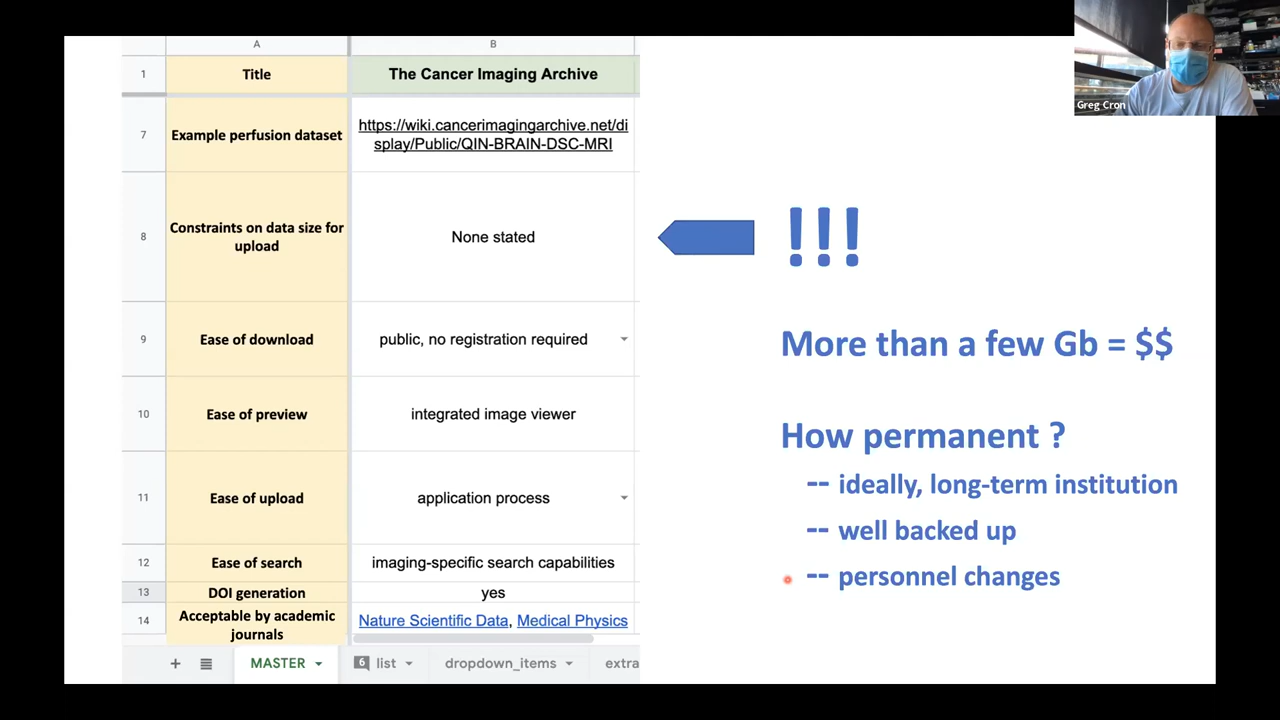 A B
1 Title The Cancer Imaging Archive
7 Example perfusion dataset https://wiki.cancerimagingarchive.net/di
splay/Public/QIN-BRAIN-DSC-MRI
8 Constraints on data size for
upload None stated
9 Ease of download public, no registration required
10 Ease of preview integrated image viewer
11 Ease of upload application process
12 Ease of search imaging-specific search capabilities
13 DOI generation yes
14 Acceptable by academic
journals Nature Scientific Data, Medical Physics
+ MASTER 6 list dropdown_items extra
!!!
More than a few Gb = $$
How permanent ?
-- ideally, long-term institution
-- well backed up
-- personnel changes
Greg Cron